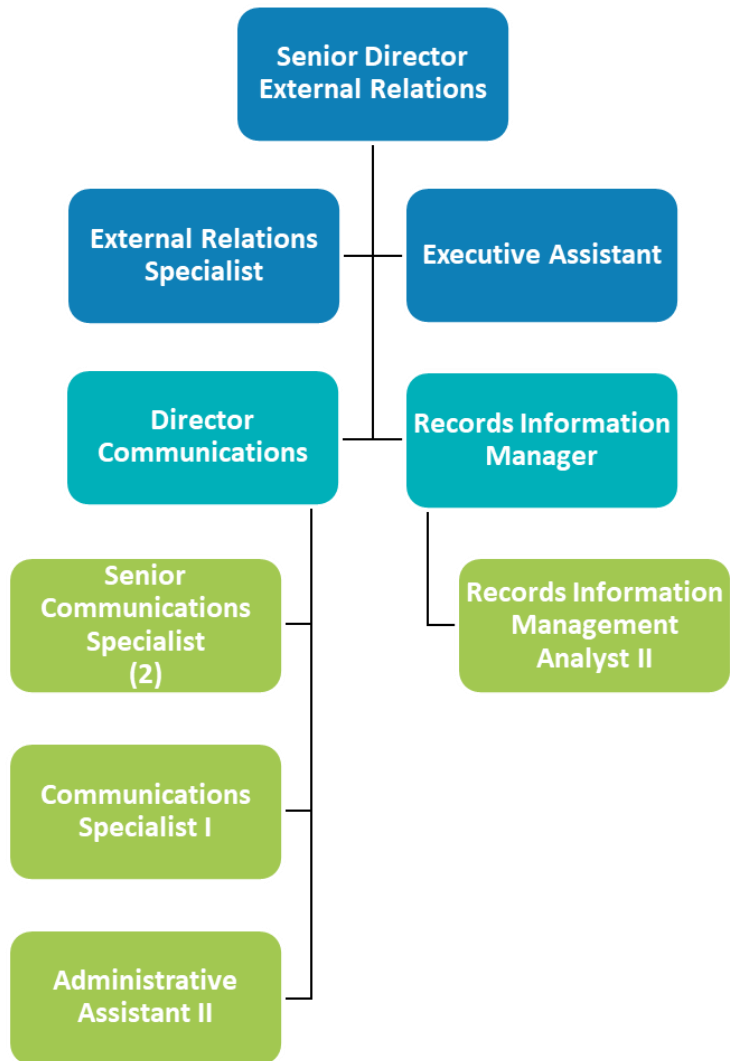 Senior Director
External Relations
External Relations
Specialist
Executive Assistant
Director
Communications
Records Information
Manager
Senior
Communications
Specialist
(2)
Records Information
Management
Analyst II
Communications
Specialist I
Administrative
Assistant II